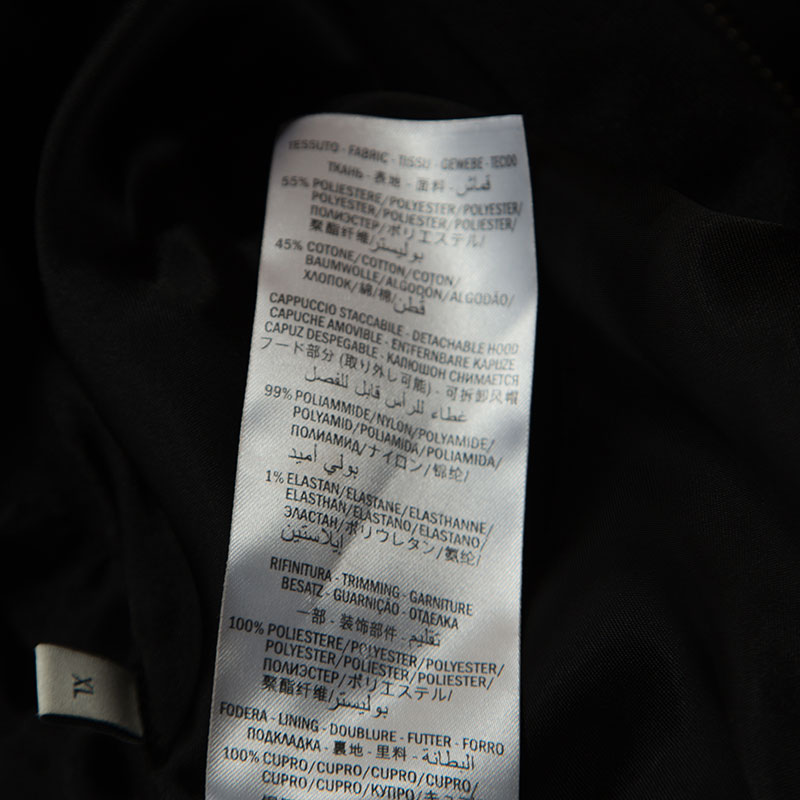 TESSUTO - FABRIC - TISSU - GEWEBE - TECIDO
ТКАНЬ - 表地 - 面料 - قماش
55% POLIESTERE/POLYESTER/POLYESTER/
POLYESTER/POLIESTER/POLIESTER/
ПОЛИЭСТЕР/ポリエステル/
聚酯纤维/بوليستر
45% COTONE/COTTON/COTON/
BAUMWOLLE/ALGODÓN/ALGODÃO/
ХЛОПОК/綿/棉/قطن
CAPPUCCIO STACCABILE - DETACHABLE HOOD
CAPUCHE AMOVIBLE - ENTFERNBARE KAPUZE
CAPUZ DESPEGABLE - КАПЮШОН СНИМАЕТСЯ
フード部分 (取り外し可能) - 可拆卸风帽
غطاء للرأس قابل للفصل
99% POLIAMMIDE/NYLON/POLYAMIDE/
POLYAMID/POLIAMIDA/POLIAMIDA/
ПОЛИАМИД/ナイロン/锦纶/
بولي أميد
1% ELASTAN/ELASTANE/ELASTHANNE/
ELASTHAN/ELASTANO/ELASTANO/
ЭЛАСТАН/ポリウレタン/氨纶/
إيلاستين
RIFINITURA - TRIMMING - GARNITURE
BESATZ - GUARNIÇÃO - ОТДЕЛКА
一部 - 装饰部件 - تقليم
100% POLIESTERE/POLYESTER/POLYESTER/
POLYESTER/POLIESTER/POLIESTER/
ПОЛИЭСТЕР/ポリエステル/
聚酯纤维/بوليستر
FODERA - LINING - DOUBLURE - FUTTER - FORRO
ПОДКЛАДКА - 裏地 - 里料 - البطانة
100% CUPRO/CUPRO/CUPRO/CUPRO/
CUPRO/CUPRO/КУПРО/キュプラ/
XL